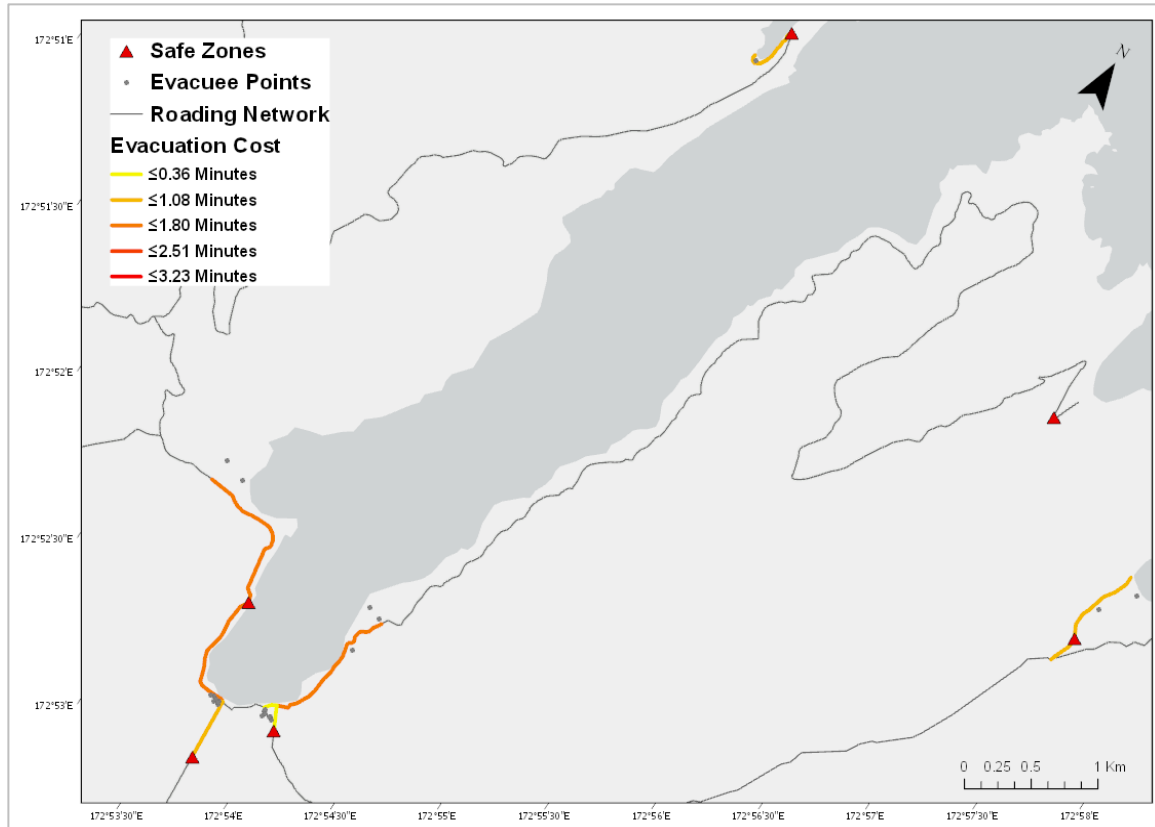 172°51'E
Safe Zones
Evacuee Points
Roading Network
Evacuation Cost
≤0.36 Minutes
≤1.08 Minutes
≤1.80 Minutes
≤2.51 Minutes
≤3.23 Minutes
N
172°51'30"E
172°52'E
172°52'30"E
172°53'E
0 0.25 0.5 1 Km
172°53'30"E 172°54'E 172°54'30"E 172°55'E 172°55'30"E 172°56'E 172°56'30"E 172°57'E 172°57'30"E 172°58'E